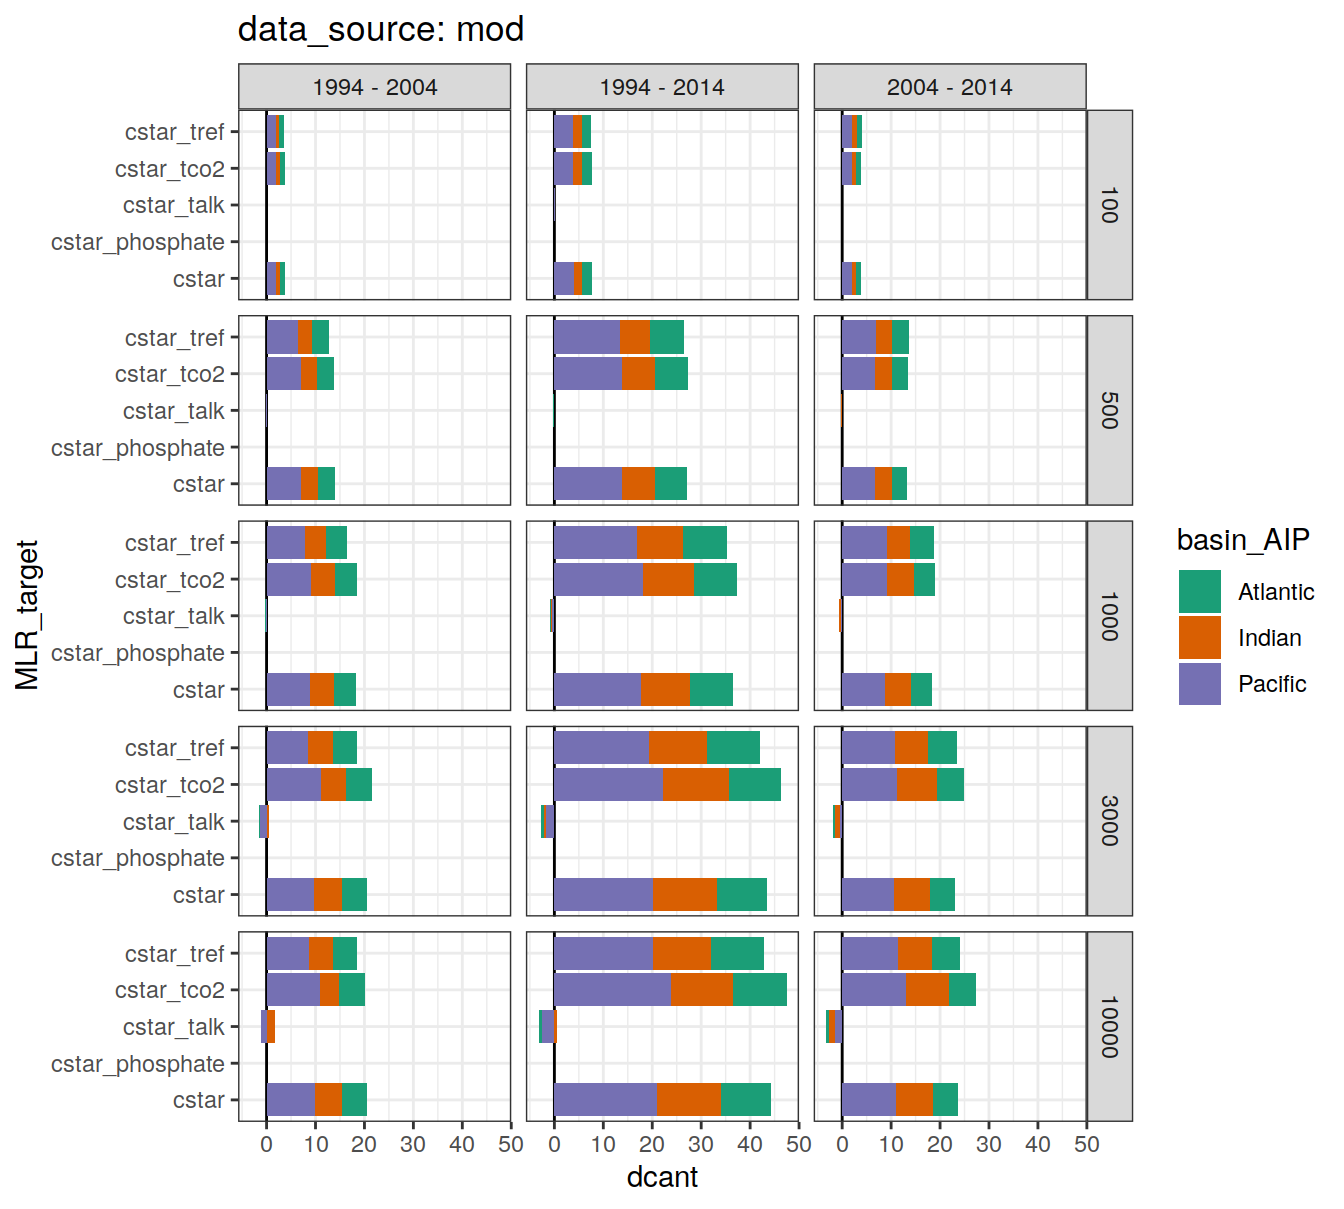 data_source: mod
1994 - 2004
1994 - 2014
2004 - 2014
cstar_tref
cstar_tco2
cstar_talk
cstar_phosphate
cstar
100
cstar_tref
cstar_tco2
cstar_talk
cstar_phosphate
cstar
500
cstar_tref
cstar_tco2
cstar_talk
cstar_phosphate
cstar
1000
cstar_tref
cstar_tco2
cstar_talk
cstar_phosphate
cstar
3000
cstar_tref
cstar_tco2
cstar_talk
cstar_phosphate
cstar
10000
MLR_target
0 10 20 30 40 50
0 10 20 30 40 50
0 10 20 30 40 50
dcant
basin_AIP
Atlantic
Indian
Pacific